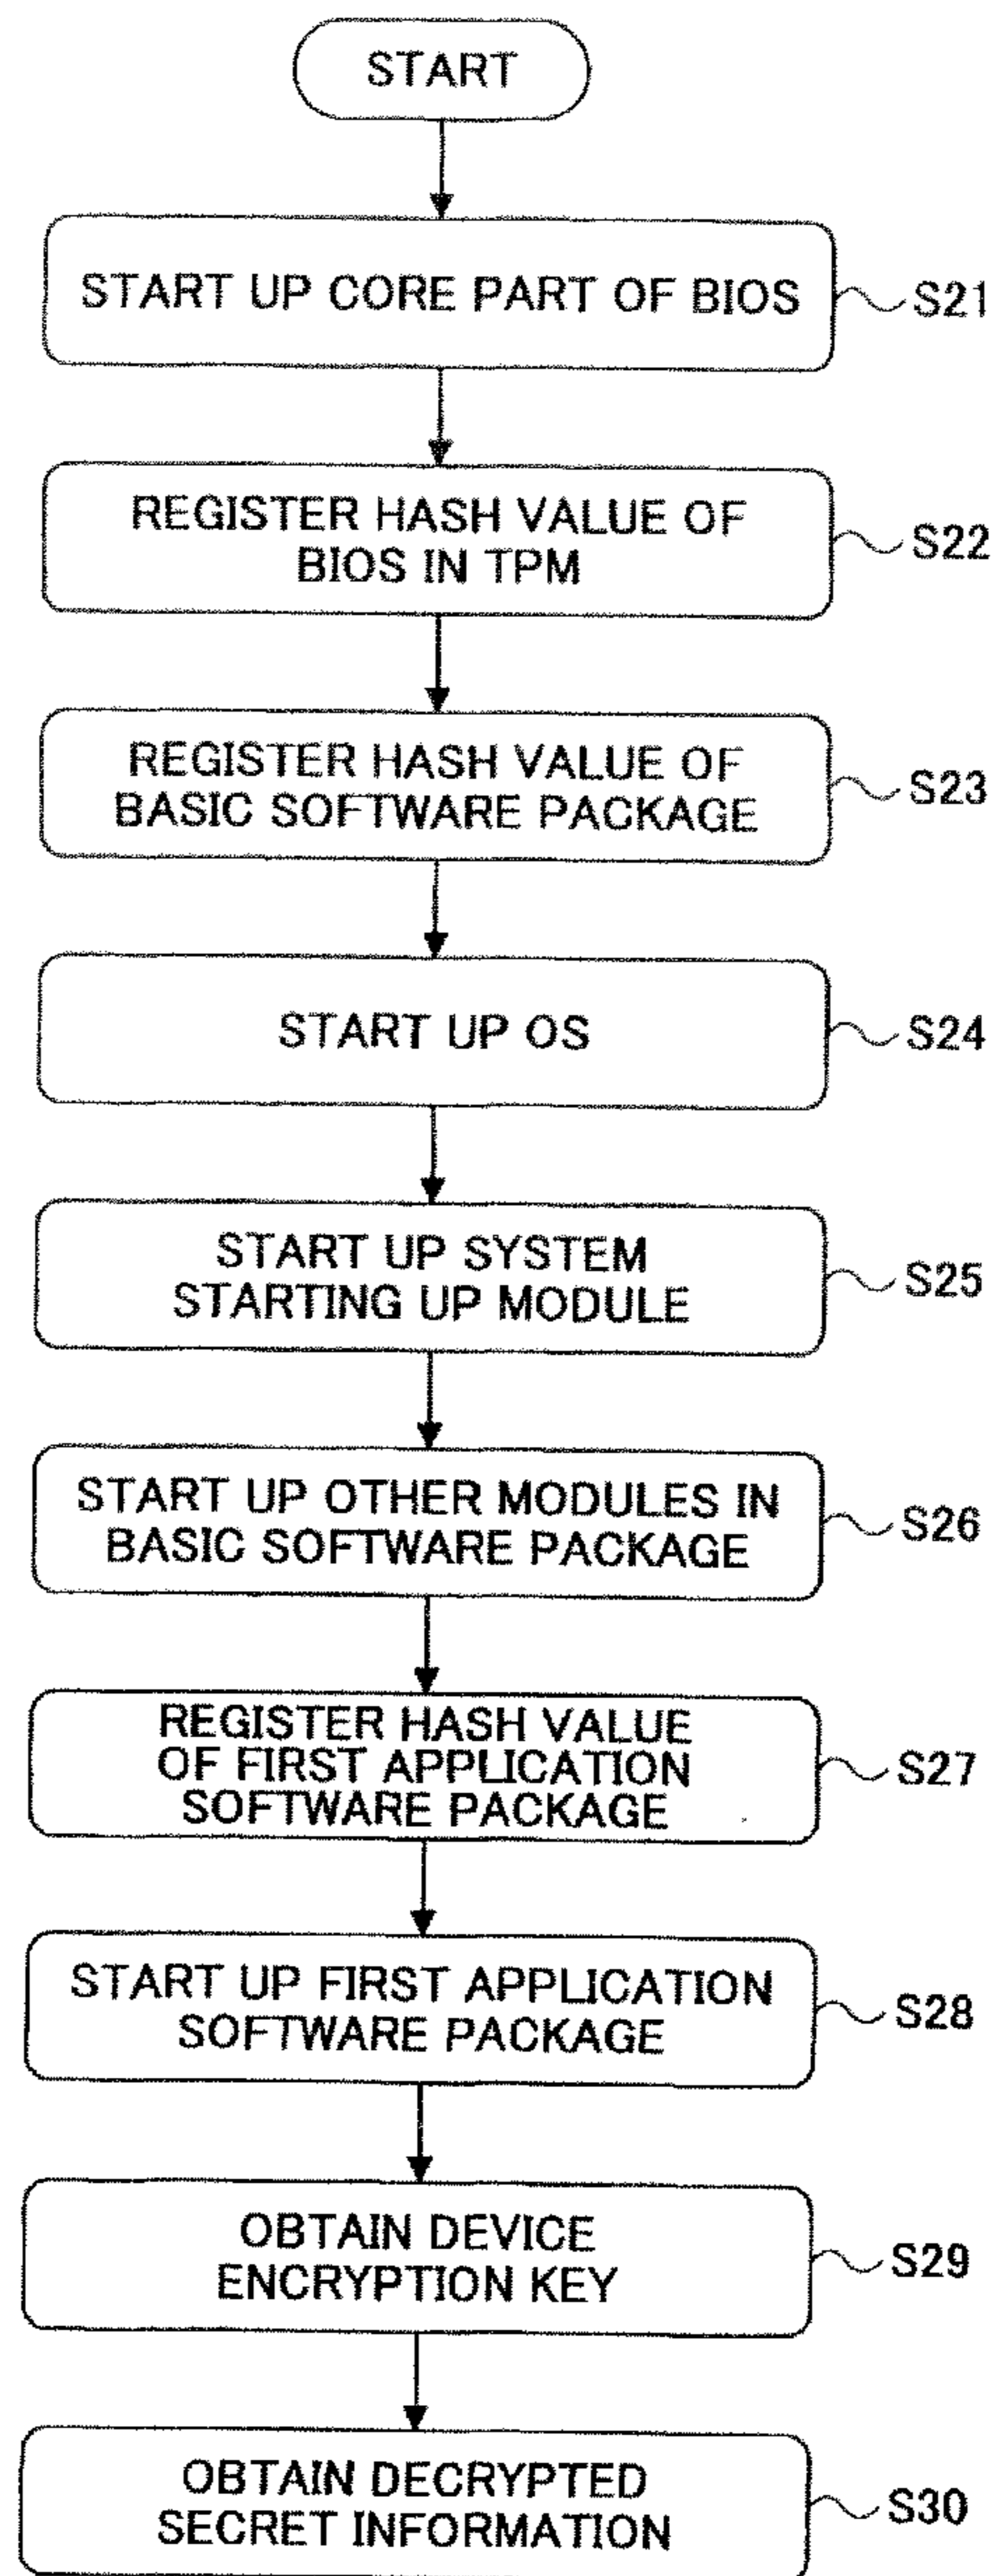 START
START UP CORE PART OF BIOS
S21
REGISTER HASH VALUE OF
BIOS IN TPM
S22
REGISTER HASH VALUE OF
BASIC SOFTWARE PACKAGE
S23
START UP OS
S24
START UP SYSTEM
STARTING UP MODULE
S25
START UP OTHER MODULES IN
BASIC SOFTWARE PACKAGE
S26
REGISTER HASH VALUE
OF FIRST APPLICATION
SOFTWARE PACKAGE
S27
START UP FIRST APPLICATION
SOFTWARE PACKAGE
S28
OBTAIN DEVICE
ENCRYPTION KEY
S29
OBTAIN DECRYPTED
SECRET INFORMATION
S30